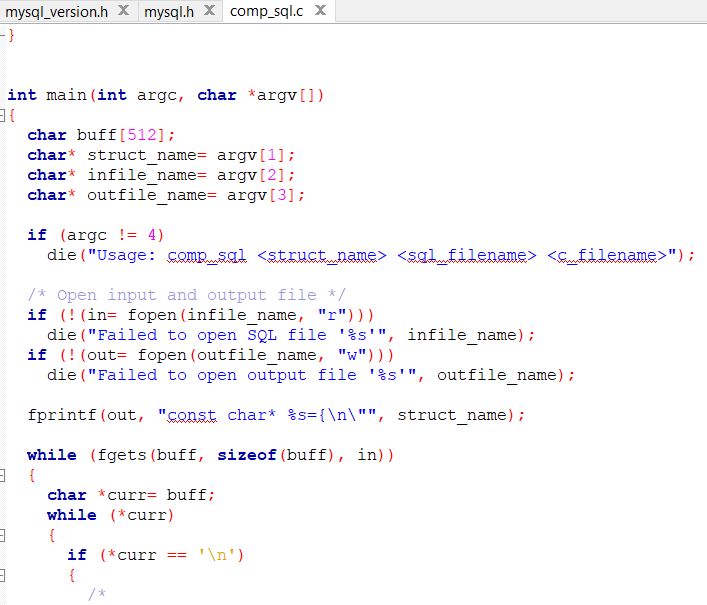 mysql_version.h X mysql.h X comp_sql.c X
}
int main(int argc, char *argv[])
{
  char buff[512];
  char* struct_name= argv[1];
  char* infile_name= argv[2];
  char* outfile_name= argv[3];
  if (argc != 4)
    die("Usage: comp_sql <struct_name> <sql_filename> <c_filename>");
  /* Open input and output file */
  if (!(in= fopen(infile_name, "r")))
    die("Failed to open SQL file '%s'", infile_name);
  if (!(out= fopen(outfile_name, "w")))
    die("Failed to open output file '%s'", outfile_name);
  fprintf(out, "const char* %s={\n\"", struct_name);
  while (fgets(buff, sizeof(buff), in))
  {
    char *curr= buff;
    while (*curr)
    {
      if (*curr == '\n')
      {
        /*